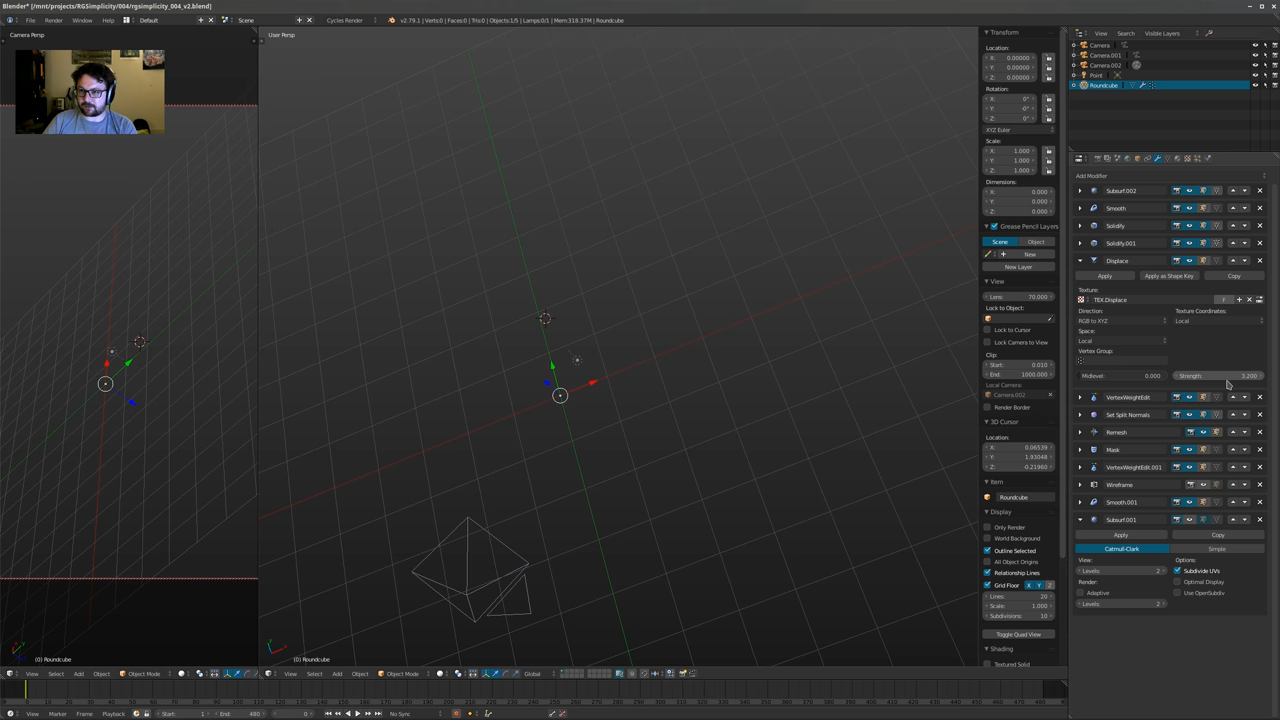 Blender* [/mnt/projects/RGSimplicity/004/rgsimplicity_004_v2.blend]
File Render Window Help Default Scene Cycles Render v2.79.1 | Verts:0 | Faces:0 | Tris:0 | Objects:1/5 | Lamps:0/1 | Mem:318.37M | Roundcube
Camera Persp
User Persp
Transform
Location:
X: 0.00000
Y: 0.00000
Z: 0.00000
Rotation:
X: 0°
Y: 0°
Z: 0°
XYZ Euler
Scale:
X: 1.000
Y: 1.000
Z: 1.000
Dimensions:
X: 0.000
Y: 0.000
Z: 0.000
Grease Pencil Layers
Scene Object
New
New Layer
View
Lens: 70.000
Lock to Object:
Lock to Cursor
Lock Camera to View
Clip:
Start: 0.010
End: 1000.000
Local Camera:
Camera.002
Render Border
3D Cursor
Location:
X: 0.06539
Y: 1.93048
Z: -0.21960
Item
Roundcube
Display
Only Render
World Background
Outline Selected
All Object Origins
Relationship Lines
Grid Floor X Y Z
Lines: 20
Scale: 1.000
Subdivisions: 10
Toggle Quad View
Shading
Textured Solid
View Search Visible Layers
Camera
Camera.001
Camera.002
Point
Roundcube
Add Modifier
Subsurf.002
Smooth
Solidify
Solidify.001
Displace
Apply Apply as Shape Key Copy
Texture:
TEX.Displace F
Direction: Texture Coordinates:
RGB to XYZ Local
Space:
Local
Vertex Group:
Midlevel: 0.000 Strength: 3.200
VertexWeightEdit
Set Split Normals
Remesh
Mask
VertexWeightEdit.001
Wireframe
Smooth.001
Subsurf.001
Apply Copy
Catmull-Clark Simple
View: Options:
Levels: 2 Subdivide UVs
Render: Optimal Display
Adaptive Use OpenSubdiv
Levels: 2
(0) Roundcube
(0) Roundcube
View Select Add Object Object Mode
View Select Add Object Object Mode Global
View Marker Frame Playback Start: 1 End: 480 0 No Sync